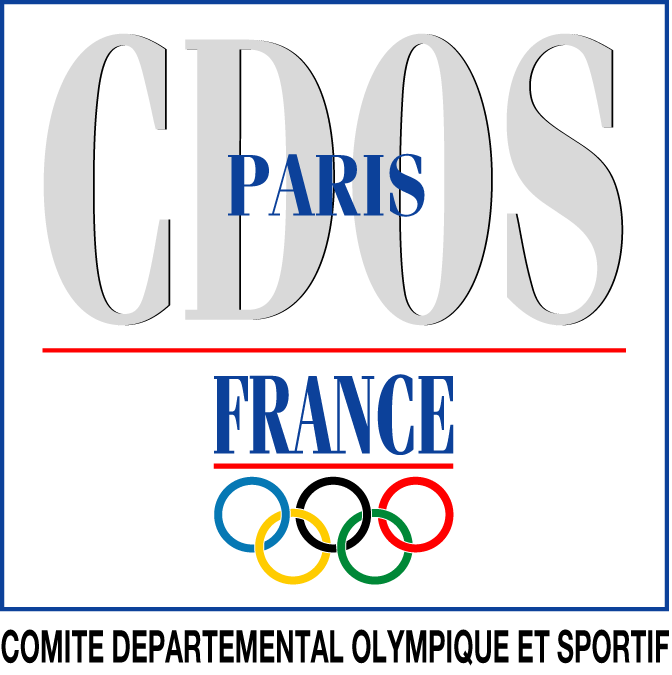 CDOS
PARIS
FRANCE
COMITE DEPARTEMENTAL OLYMPIQUE ET SPORTIF